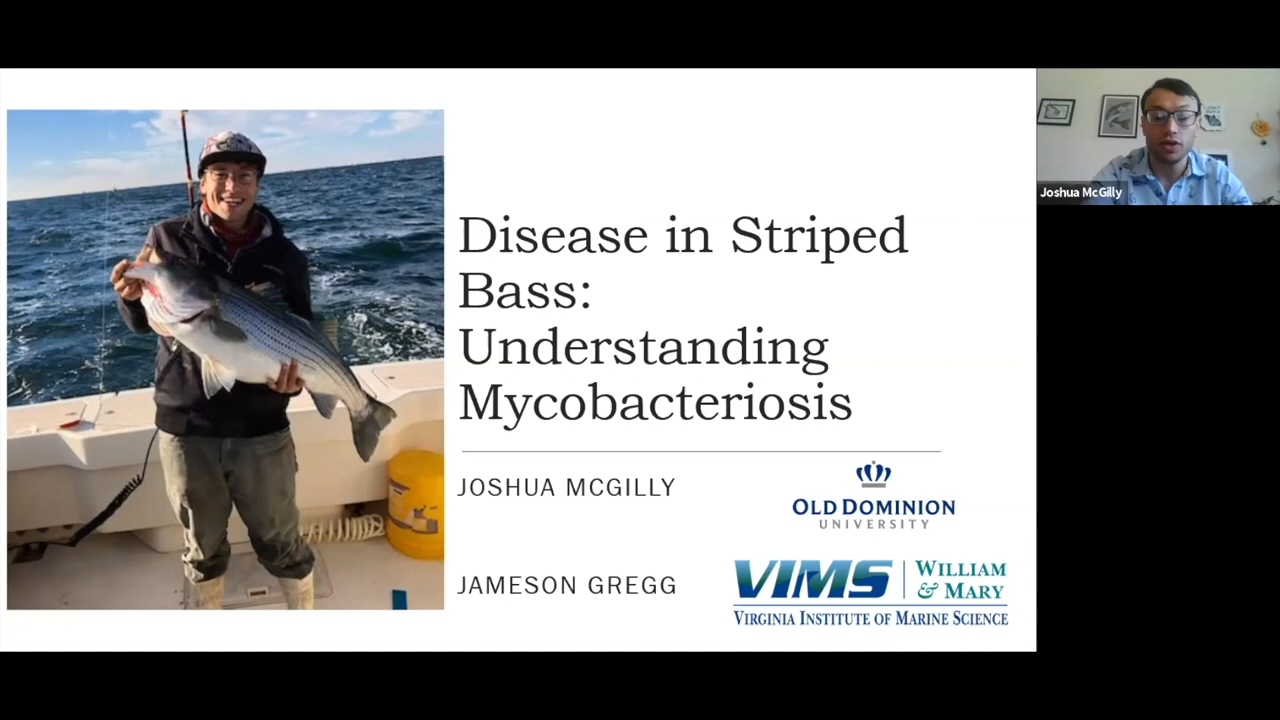 Disease in Striped
Bass:
Understanding
Mycobacteriosis
JOSHUA MCGILLY
JAMESON GREGG
OLD DOMINION
UNIVERSITY
VIMS
WILLIAM
& MARY
VIRGINIA INSTITUTE OF MARINE SCIENCE
Joshua McGilly